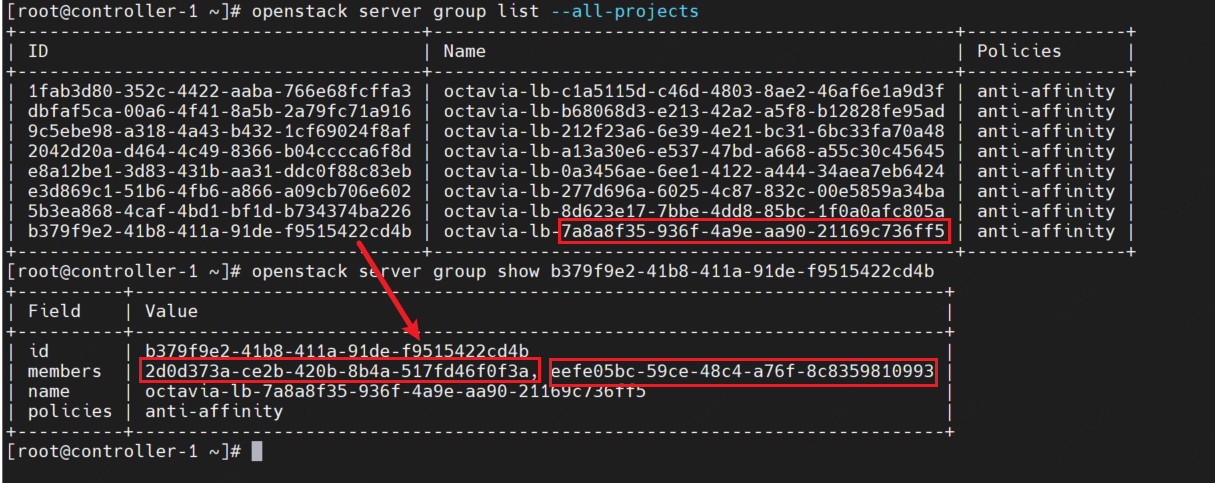 [root@controller-1 ~]# openstack server group list --all-projects
+--------------------------------------+-------------------------------------------------+---------------+
| ID                                   | Name                                            | Policies      |
+--------------------------------------+-------------------------------------------------+---------------+
| 1fab3d80-352c-4422-aaba-766e68fcffa3 | octavia-lb-c1a5115d-c46d-4803-8ae2-46af6e1a9d3f | anti-affinity |
| dbfaf5ca-00a6-4f41-8a5b-2a79fc71a916 | octavia-lb-b68068d3-e213-42a2-a5f8-b12828fe95ad | anti-affinity |
| 9c5ebe98-a318-4a43-b432-1cf69024f8af | octavia-lb-212f23a6-6e39-4e21-bc31-6bc33fa70a48 | anti-affinity |
| 2042d20a-d464-4c49-8366-b04cccca6f8d | octavia-lb-a13a30e6-e537-47bd-a668-a55c30c45645 | anti-affinity |
| e8a12be1-3d83-431b-aa31-ddc0f88c83eb | octavia-lb-0a3456ae-6ee1-4122-a444-34aea7eb6424 | anti-affinity |
| e3d869c1-51b6-4fb6-a866-a09cb706e602 | octavia-lb-277d696a-6025-4c87-832c-00e5859a34ba | anti-affinity |
| 5b3ea868-4caf-4bd1-bf1d-b734374ba226 | octavia-lb-8d623e17-7bbe-4dd8-85bc-1f0a0afc805a | anti-affinity |
| b379f9e2-41b8-411a-91de-f9515422cd4b | octavia-lb-7a8a8f35-936f-4a9e-aa90-21169c736ff5 | anti-affinity |
+--------------------------------------+-------------------------------------------------+---------------+
[root@controller-1 ~]# openstack server group show b379f9e2-41b8-411a-91de-f9515422cd4b
+----------+----------------------------------------------------------------------------+
| Field    | Value                                                                      |
+----------+----------------------------------------------------------------------------+
| id       | b379f9e2-41b8-411a-91de-f9515422cd4b                                       |
| members  | 2d0d373a-ce2b-420b-8b4a-517fd46f0f3a, eefe05bc-59ce-48c4-a76f-8c8359810993 |
| name     | octavia-lb-7a8a8f35-936f-4a9e-aa90-21169c736ff5                            |
| policies | anti-affinity                                                              |
+----------+----------------------------------------------------------------------------+
[root@controller-1 ~]#